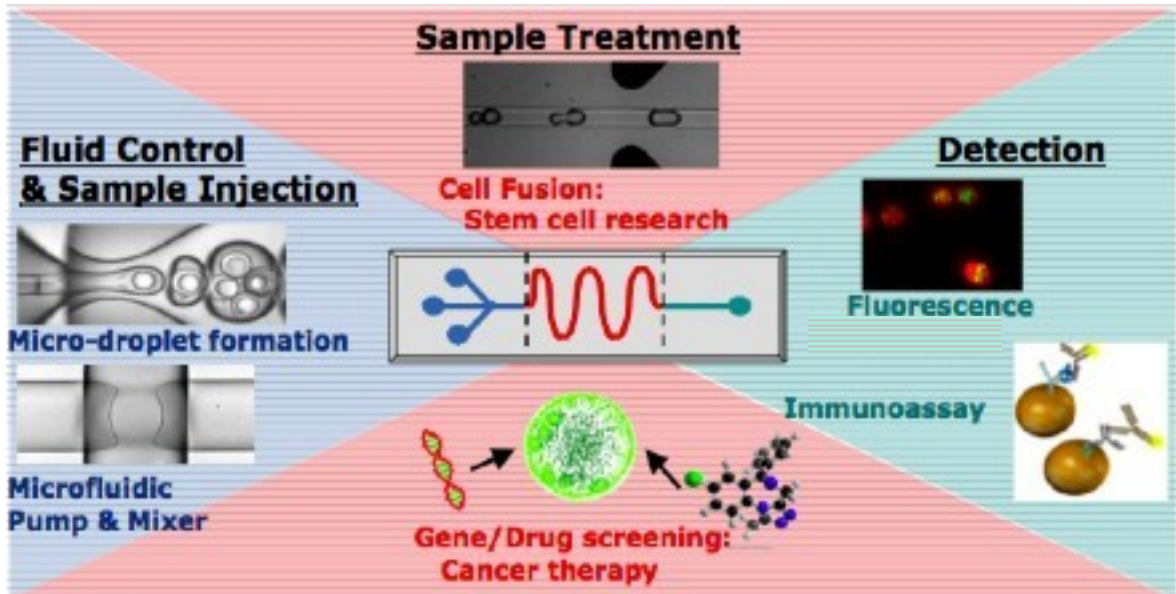 Sample Treatment
Cell Fusion:
Stem cell research
Fluid Control
& Sample Injection
Micro-droplet formation
Microfluidic
Pump & Mixer
Detection
Fluorescence
Immunoassay
Gene/Drug screening:
Cancer therapy